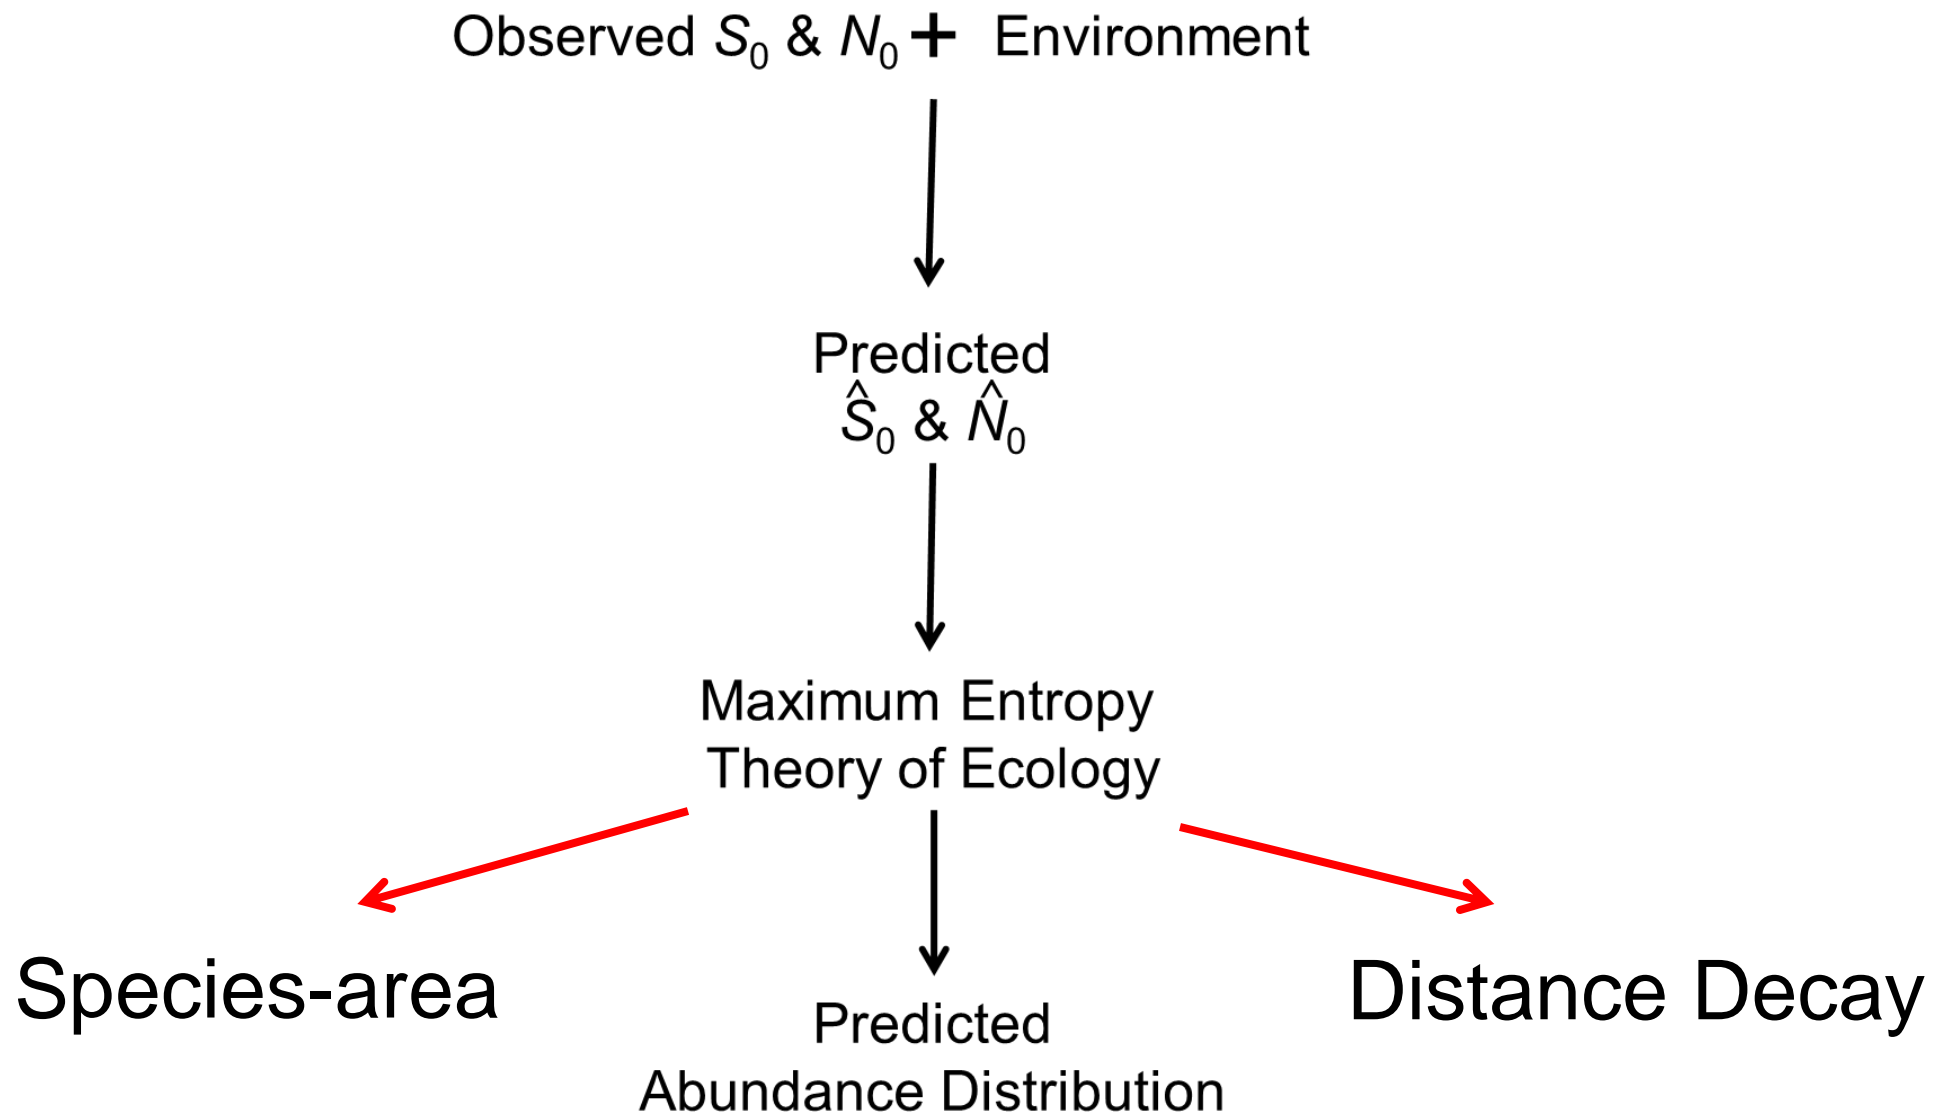 Observed S₀ & N₀ + Environment
Predicted
Ŝ₀ & N̂₀
Maximum Entropy
Theory of Ecology
Species-area
Distance Decay
Predicted
Abundance Distribution